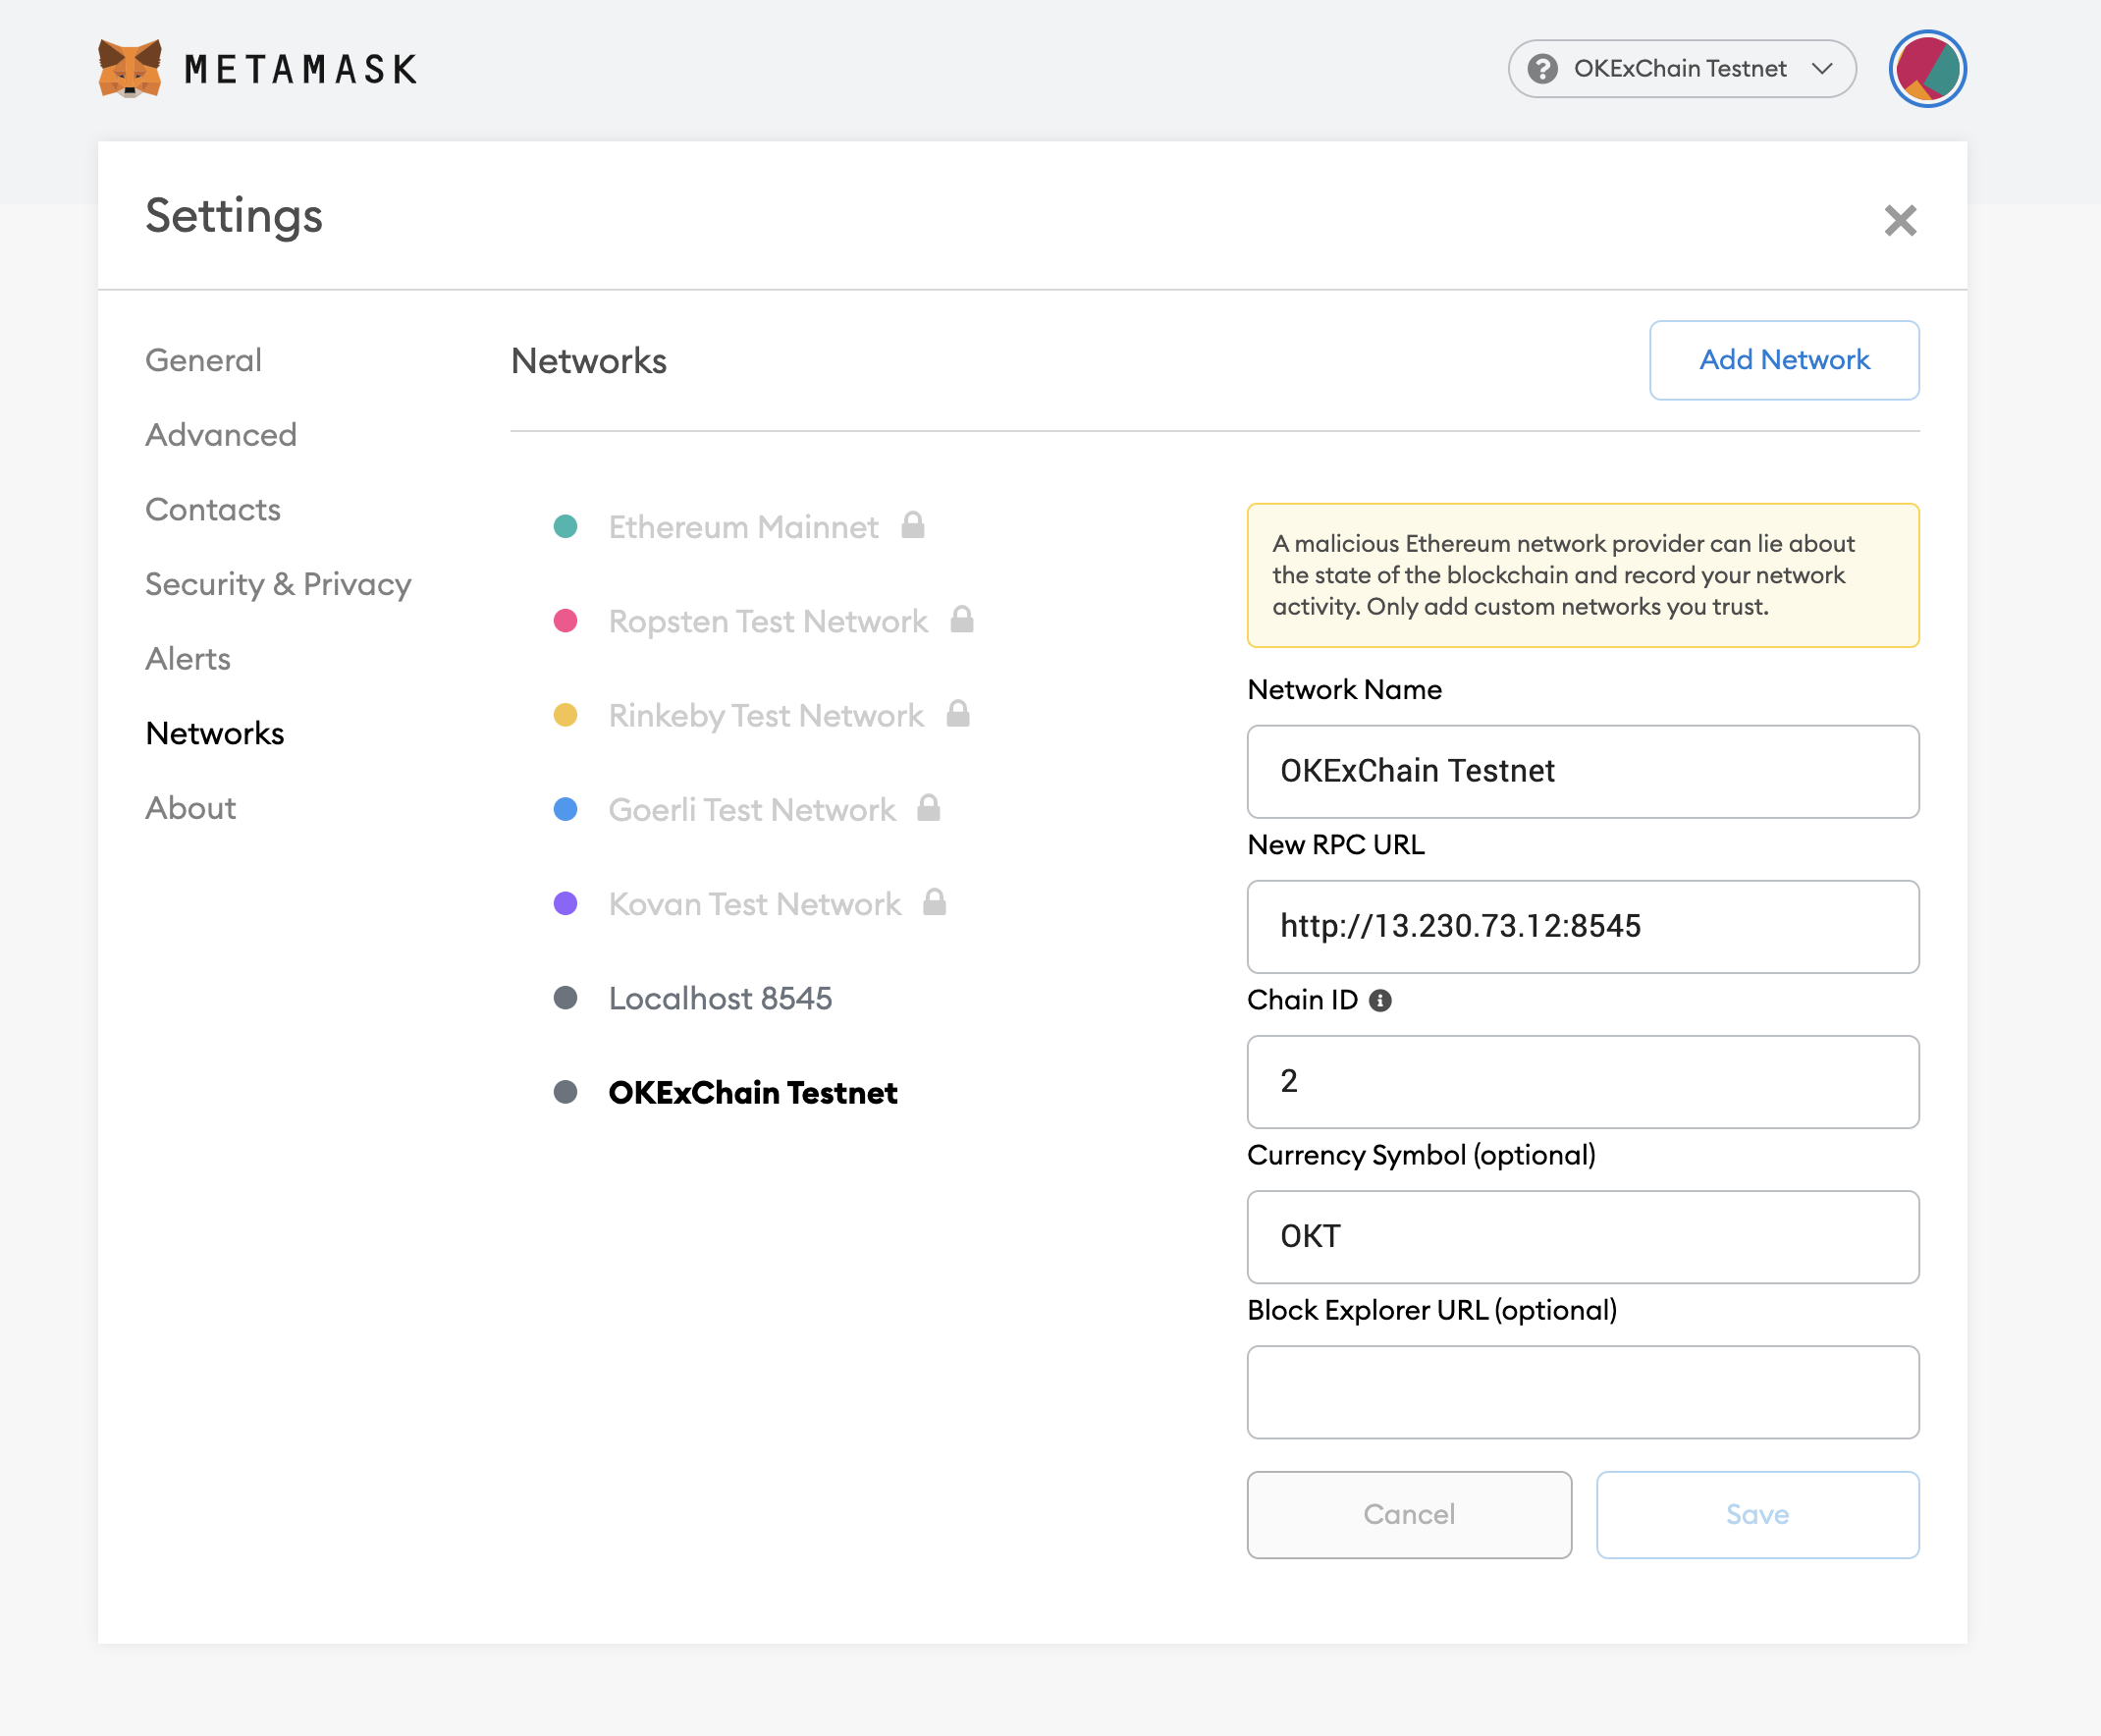 METAMASK
OKExChain Testnet
Settings
General
Advanced
Contacts
Security & Privacy
Alerts
Networks
About
Networks
Add Network
Ethereum Mainnet
Ropsten Test Network
Rinkeby Test Network
Goerli Test Network
Kovan Test Network
Localhost 8545
OKExChain Testnet
A malicious Ethereum network provider can lie about
the state of the blockchain and record your network
activity. Only add custom networks you trust.
Network Name
OKExChain Testnet
New RPC URL
http://13.230.73.12:8545
Chain ID
2
Currency Symbol (optional)
OKT
Block Explorer URL (optional)
Cancel
Save